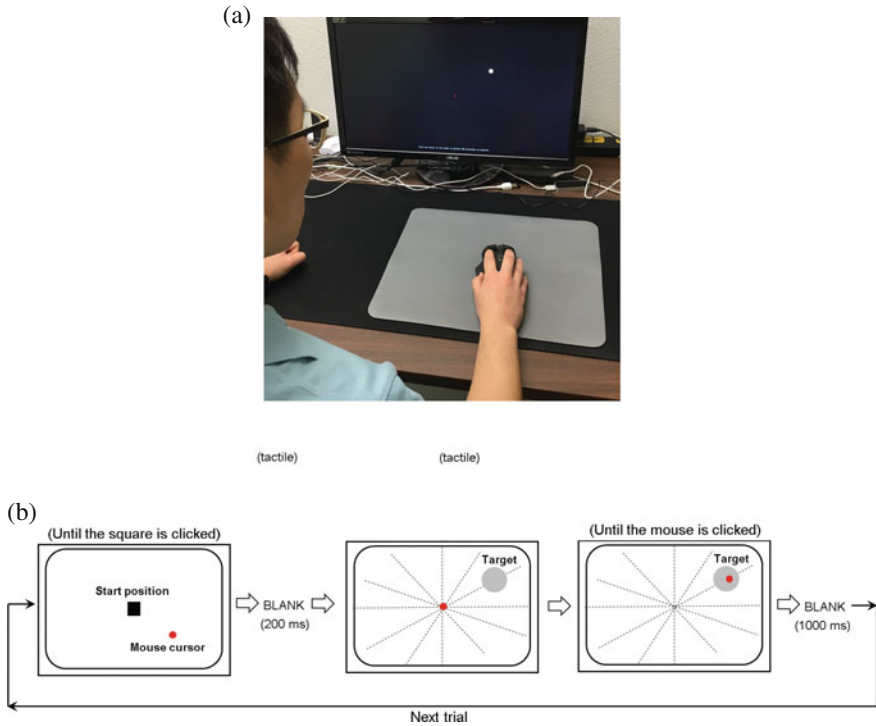 (a)
ASUS
(tactile)
(tactile)
(b)
(Until the square is clicked)
(Until the mouse is clicked)
Start position
Mouse cursor
BLANK
(200 ms)
Target
Target
BLANK
(1000 ms)
Next trial